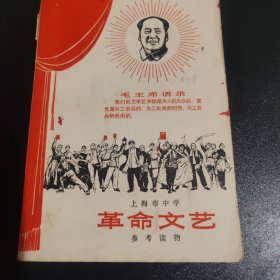 毛主席语录
我们的文学艺术都是为人民大众的，首
先是为工农兵的，为工农兵而创作，为工农
兵所利用的。
上海市中学
革命文艺
参考读物